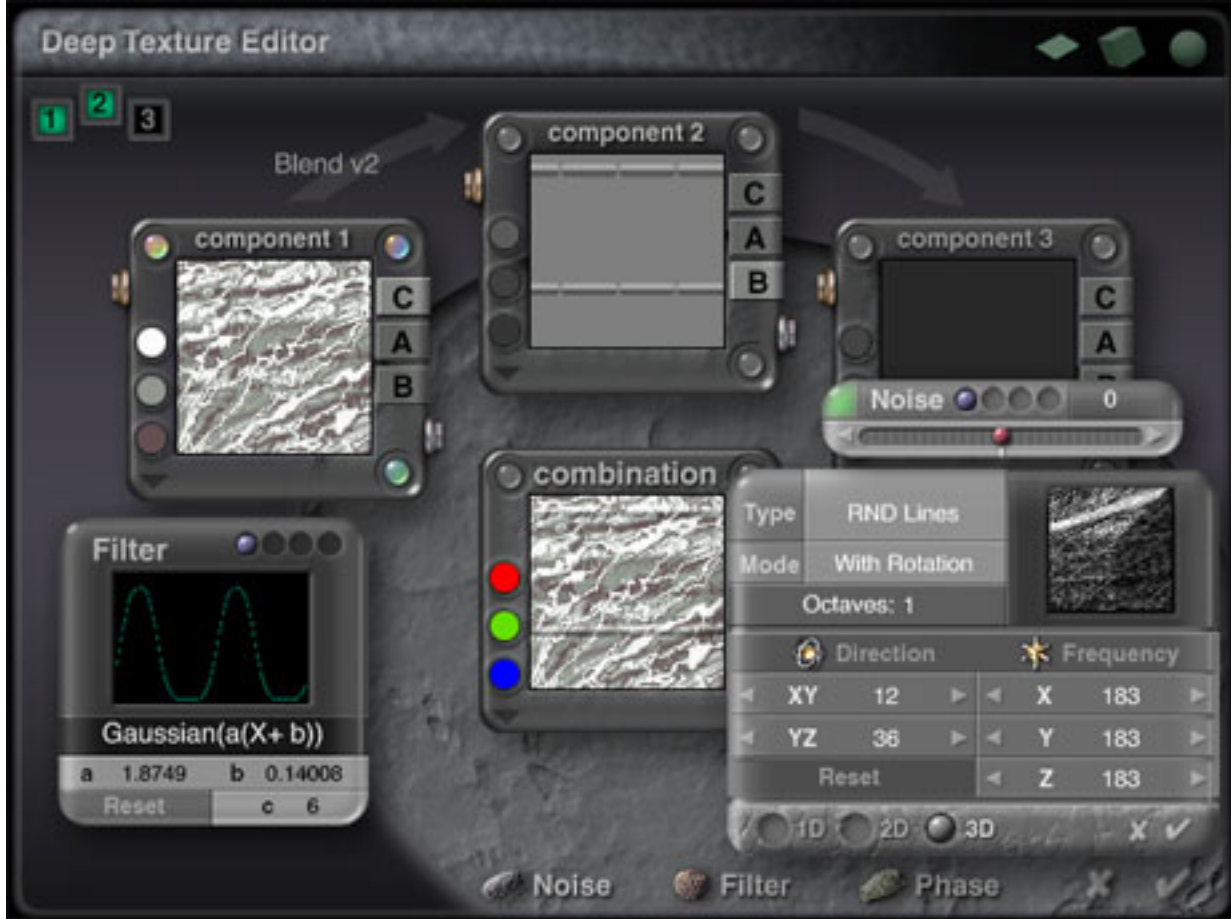 Deep Texture Editor
1
2
3
Blend v2
component 1
C
A
B
component 2
C
A
B
component 3
C
A
Noise 0
combination
Type RND Lines
Mode With Rotation
Octaves: 1
Direction Frequency
XY 12 X 183
YZ 36 Y 183
Reset Z 183
1D 2D 3D
Filter
Gaussian(a(X+ b))
a 1.8749 b 0.14008
Reset c 6
Noise Filter Phase